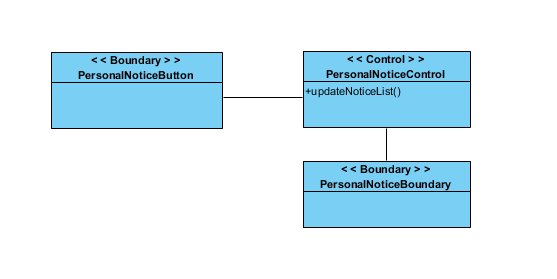 < < Boundary > >
PersonalNoticeButton
< < Control > >
PersonalNoticeControl
+updateNoticeList()
< < Boundary > >
PersonalNoticeBoundary